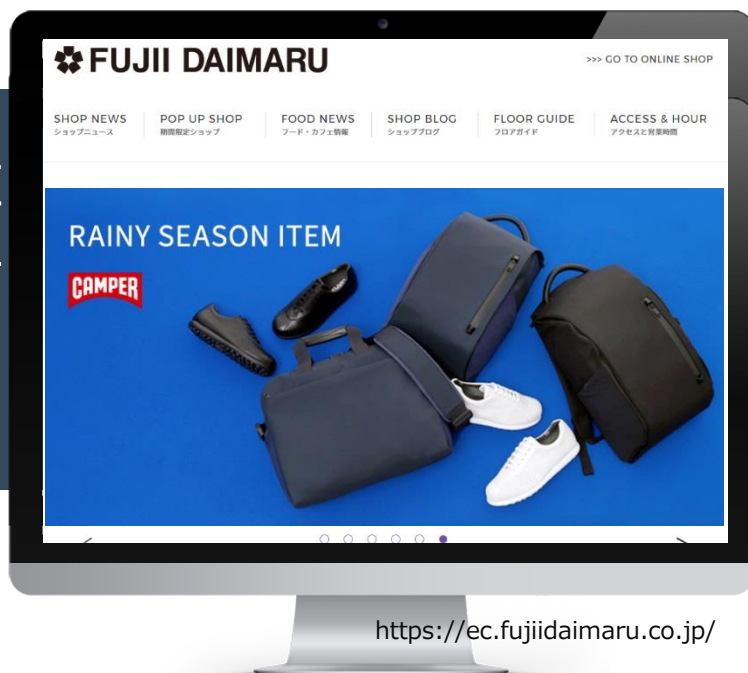 FUJII DAIMARU
>>> GO TO ONLINE SHOP
SHOP NEWS
ショップニュース
POP UP SHOP
期間限定ショップ
FOOD NEWS
フード・カフェ情報
SHOP BLOG
ショップブログ
FLOOR GUIDE
フロアガイド
ACCESS & HOUR
アクセスと営業時間
RAINY SEASON ITEM
CAMPER
https://ec.fujiidaimaru.co.jp/